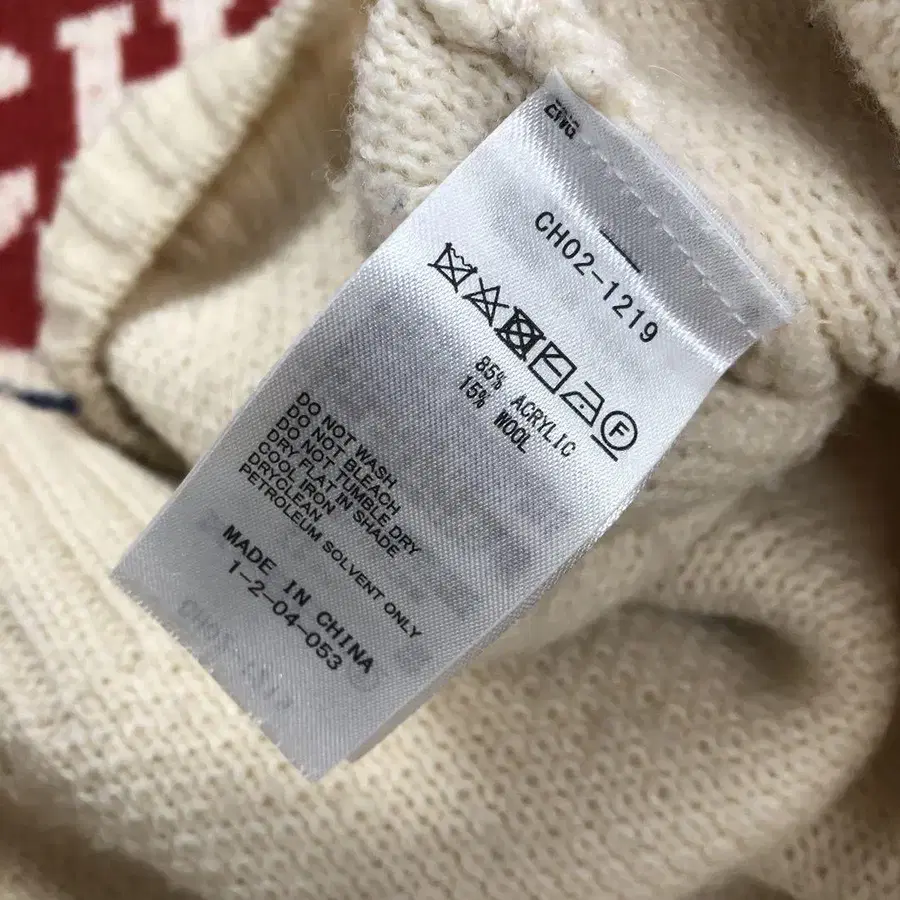 ENG
CH02-1219
F
85% ACRYLIC
15% WOOL
DO NOT WASH
DO NOT BLEACH
DO NOT TUMBLE DRY
DRY FLAT IN SHADE
COOL IRON
DRYCLEAN
PETROLEUM SOLVENT ONLY
MADE IN CHINA
1-2-04-053